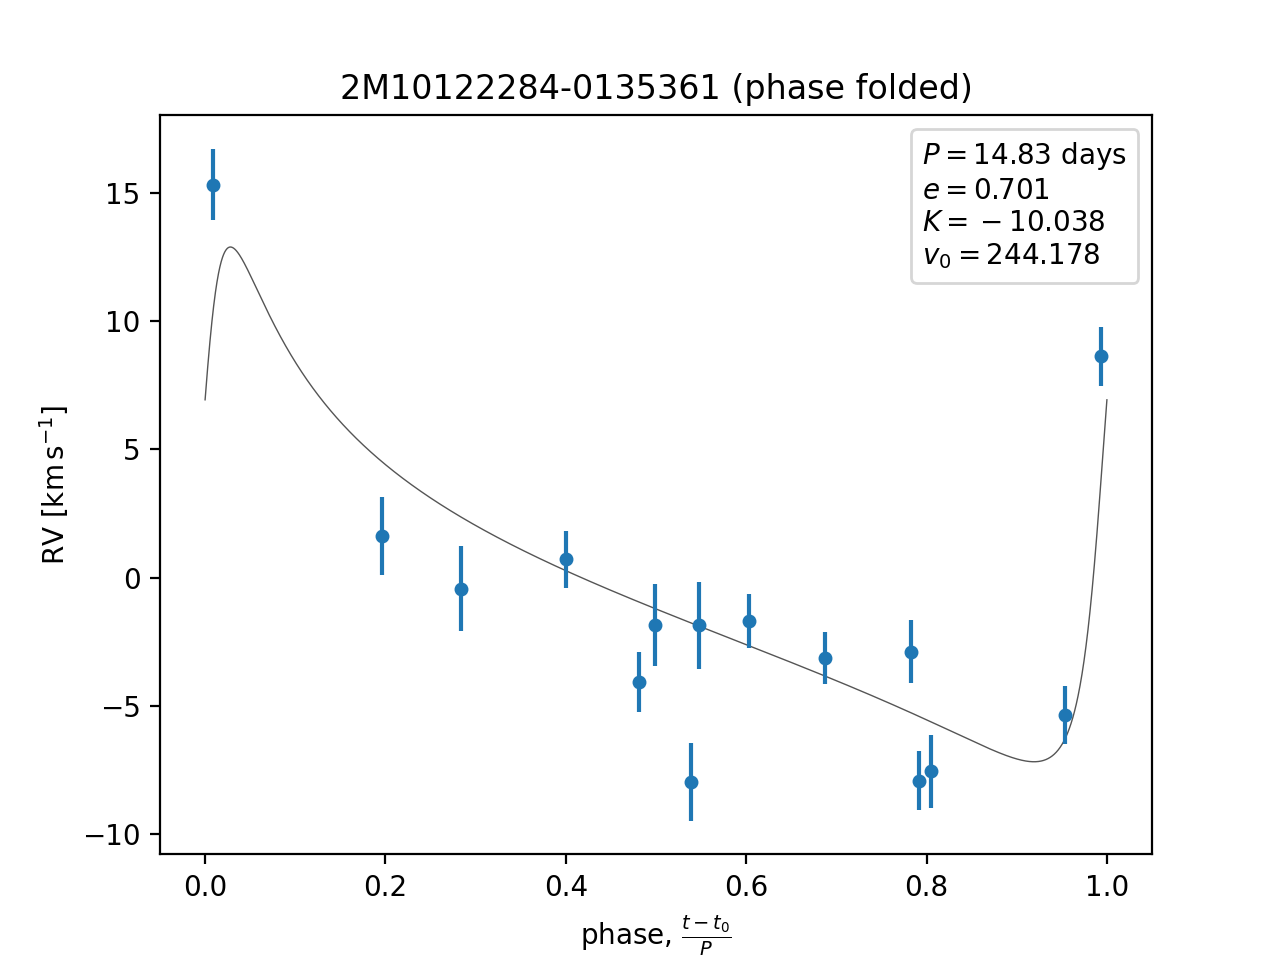 2M10122284-0135361 (phase folded)
P = 14.83 days
e = 0.701
K = −10.038
v₀ = 244.178
15
10
5
0
−5
−10
RV [km s⁻¹]
0.0 0.2 0.4 0.6 0.8 1.0
phase, (t − t₀)/P